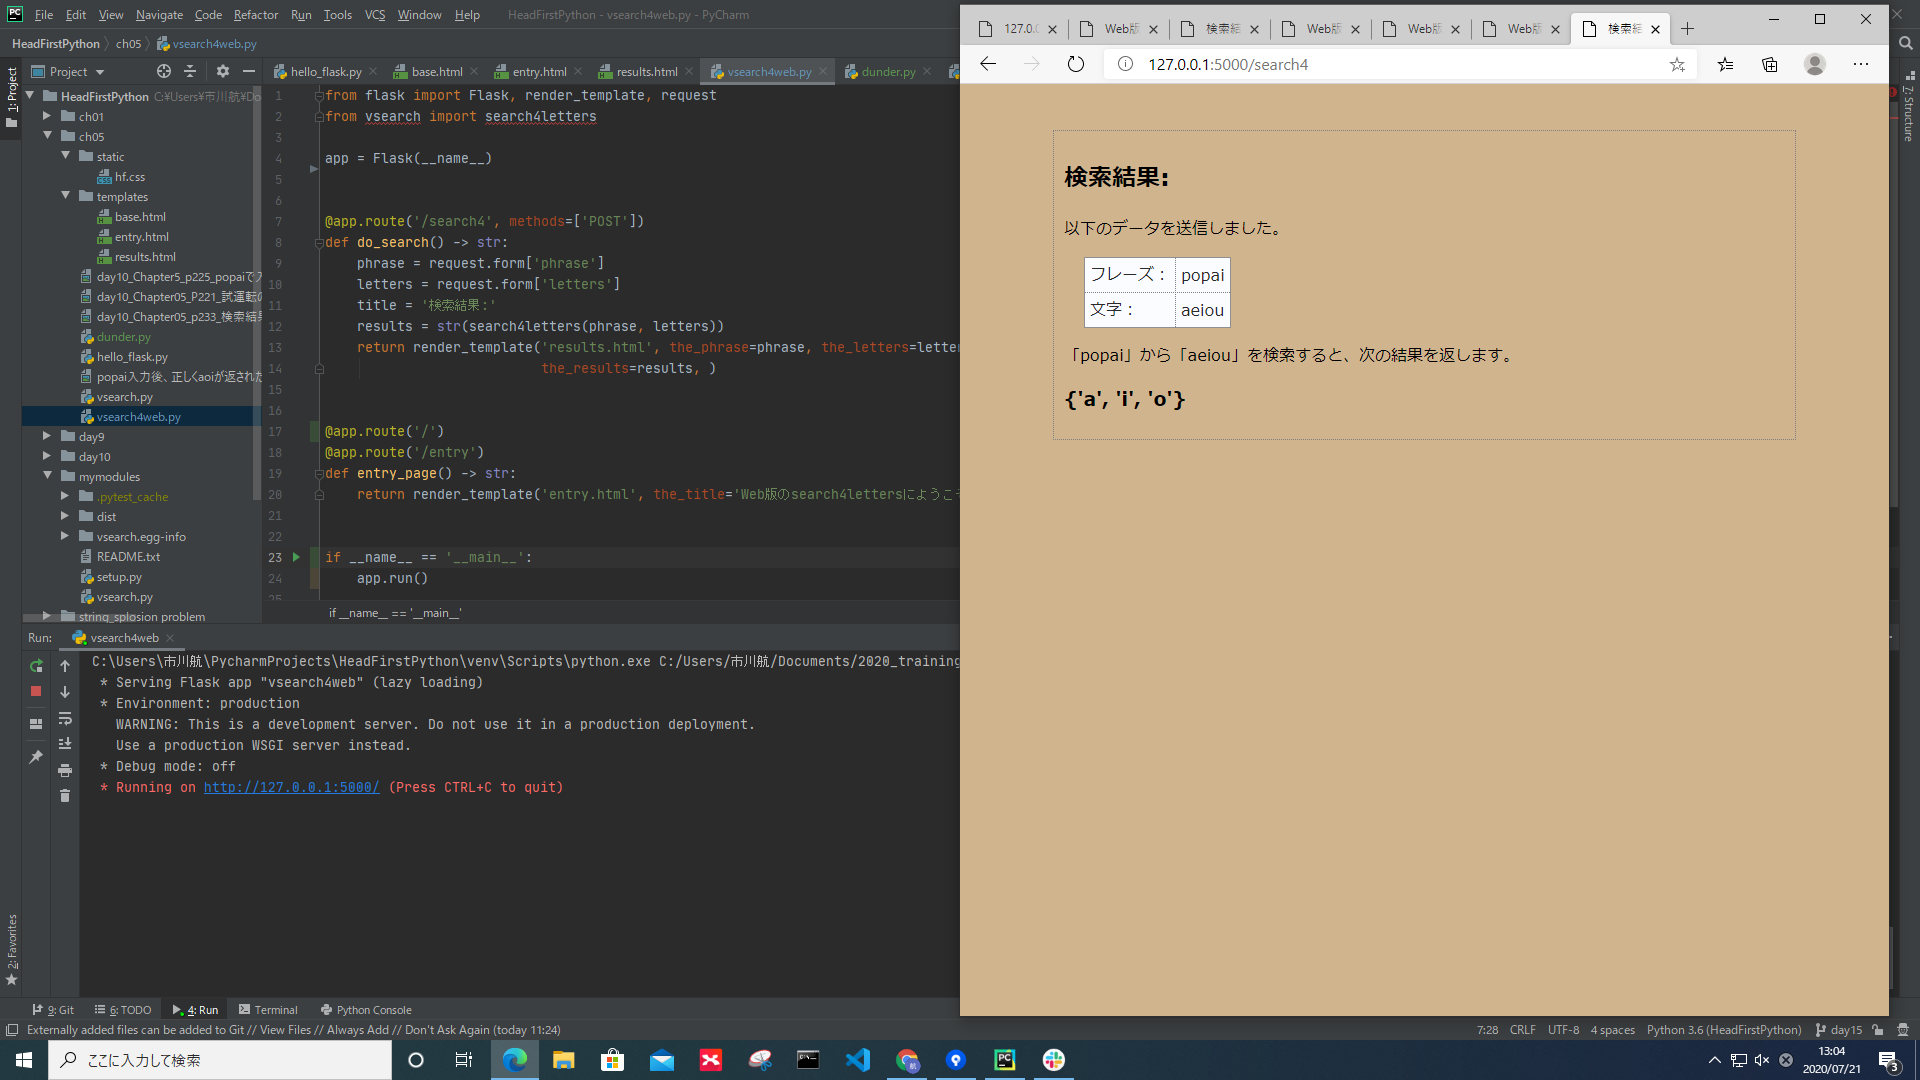 File Edit View Navigate Code Refactor Run Tools VCS Window Help HeadFirstPython - vsearch4web.py - PyCharm
HeadFirstPython ch05 vsearch4web.py
Project
hello_flask.py base.html entry.html results.html vsearch4web.py dunder.py
1: Project
HeadFirstPython C:¥Users¥市川航¥Do
ch01
ch05
static
hf.css
templates
base.html
entry.html
results.html
day10_Chapter5_p225_popaiで入
day10_Chapter05_P221_試運転の
day10_Chapter05_p233_検索結果
dunder.py
hello_flask.py
popai入力後、正しくaoiが返された
vsearch.py
vsearch4web.py
day9
day10
mymodules
.pytest_cache
dist
vsearch.egg-info
README.txt
setup.py
vsearch.py
string_splosion problem
1 from flask import Flask, render_template, request
2 from vsearch import search4letters
3
4 app = Flask(__name__)
5
6
7 @app.route('/search4', methods=['POST'])
8 def do_search() -> str:
9 phrase = request.form['phrase']
10 letters = request.form['letters']
11 title = '検索結果：'
12 results = str(search4letters(phrase, letters))
13 return render_template('results.html', the_phrase=phrase, the_letters=letter
14 the_results=results, )
15
16
17 @app.route('/')
18 @app.route('/entry')
19 def entry_page() -> str:
20 return render_template('entry.html', the_title='Web版のsearch4lettersにようこそ
21
22
23 if __name__ == '__main__':
24 app.run()
25
if __name__ == '__main__'
Run: vsearch4web
C:\Users\市川航\PycharmProjects\HeadFirstPython\venv\Scripts\python.exe C:/Users/市川航/Documents/2020_training
* Serving Flask app "vsearch4web" (lazy loading)
* Environment: production
WARNING: This is a development server. Do not use it in a production deployment.
Use a production WSGI server instead.
* Debug mode: off
* Running on http://127.0.0.1:5000/ (Press CTRL+C to quit)
2: Favorites
7: Structure
9: Git 6: TODO 4: Run Terminal Python Console
Externally added files can be added to Git // View Files // Always Add // Don't Ask Again (today 11:24)
7:28 CRLF UTF-8 4 spaces Python 3.6 (HeadFirstPython) day15
127.0.0 Web版 検索結 Web版 Web版 Web版 検索結
127.0.0.1:5000/search4
検索結果：
以下のデータを送信しました。
フレーズ： popai
文字： aeiou
「popai」から「aeiou」を検索すると、次の結果を返します。
{'a', 'i', 'o'}
ここに入力して検索
13:04
2020/07/21
3